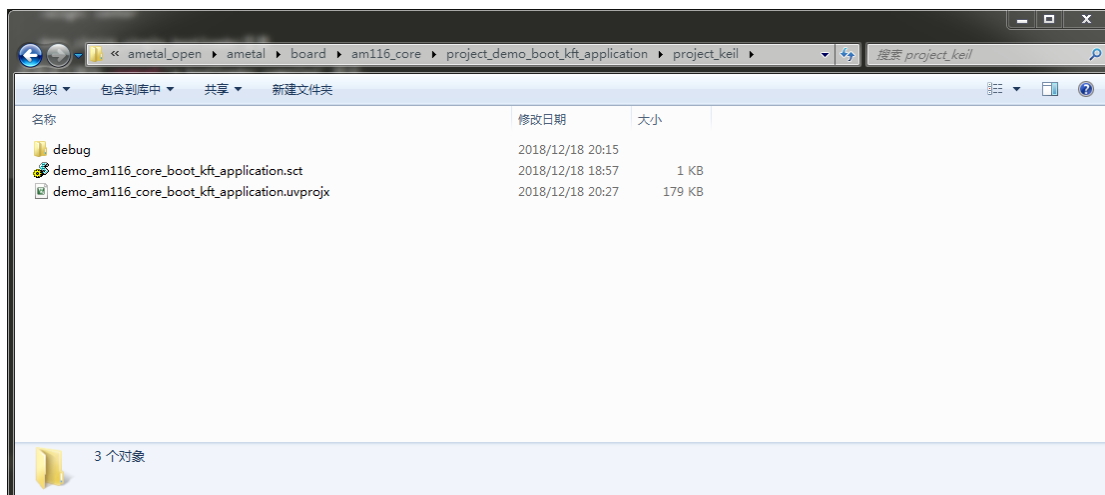 « ametal_open ▸ ametal ▸ board ▸ am116_core ▸ project_demo_boot_kft_application ▸ project_keil ▸
搜索 project_keil
组织 包含到库中 共享 新建文件夹
名称 修改日期 大小
debug 2018/12/18 20:15
demo_am116_core_boot_kft_application.sct 2018/12/18 18:57 1 KB
demo_am116_core_boot_kft_application.uvprojx 2018/12/18 20:27 179 KB
3 个对象